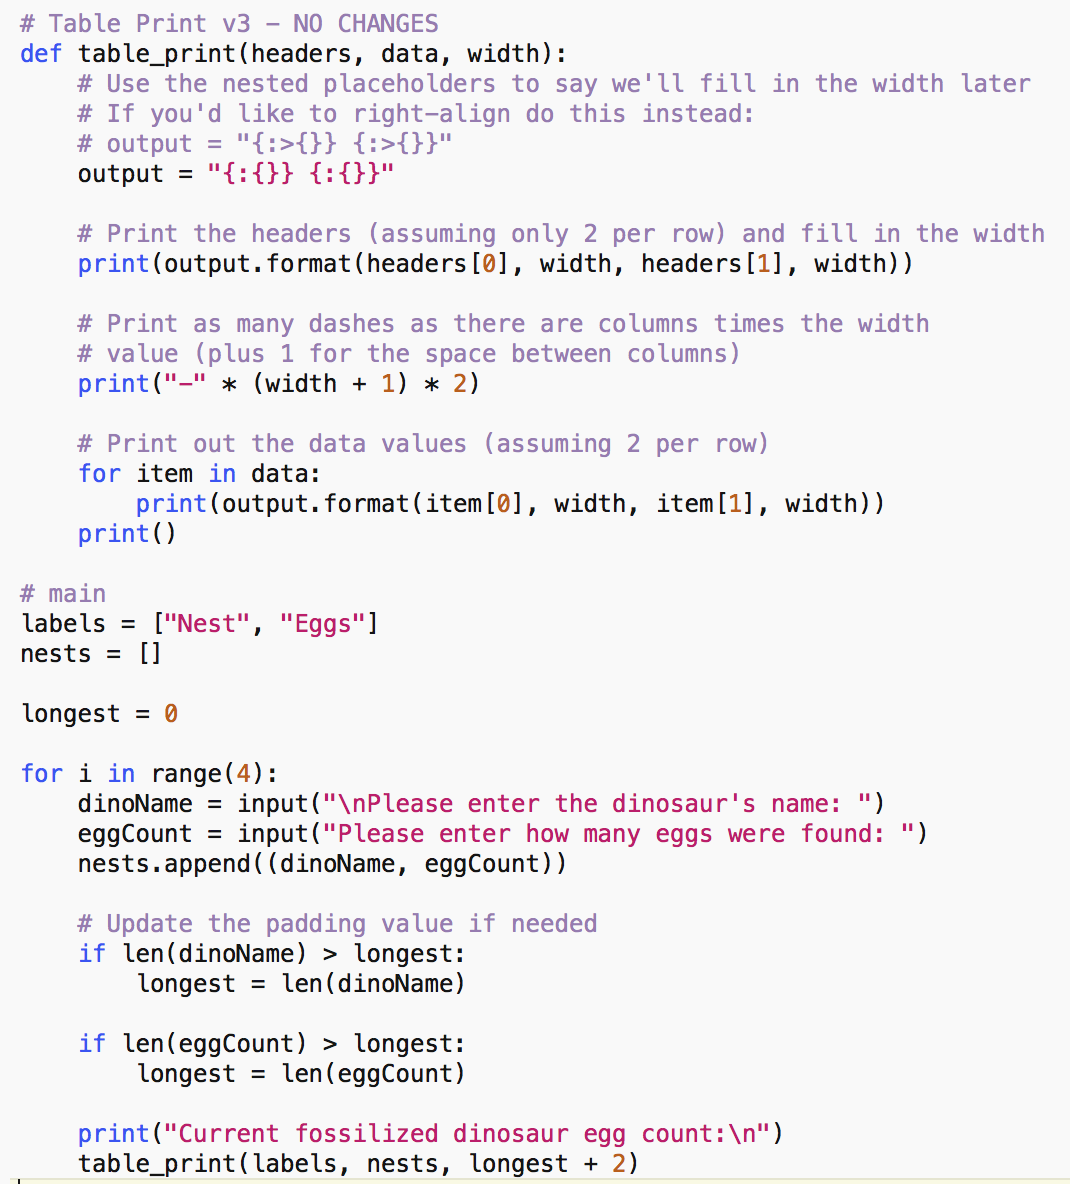 # Table Print v3 - NO CHANGES
def table_print(headers, data, width):
    # Use the nested placeholders to say we'll fill in the width later
    # If you'd like to right-align do this instead:
    # output = "{:>{}} {:>{}}"
    output = "{:{}} {:{}}"

    # Print the headers (assuming only 2 per row) and fill in the width
    print(output.format(headers[0], width, headers[1], width))

    # Print as many dashes as there are columns times the width
    # value (plus 1 for the space between columns)
    print("-" * (width + 1) * 2)

    # Print out the data values (assuming 2 per row)
    for item in data:
        print(output.format(item[0], width, item[1], width))
    print()

# main
labels = ["Nest", "Eggs"]
nests = []

longest = 0

for i in range(4):
    dinoName = input("\nPlease enter the dinosaur's name: ")
    eggCount = input("Please enter how many eggs were found: ")
    nests.append((dinoName, eggCount))

    # Update the padding value if needed
    if len(dinoName) > longest:
        longest = len(dinoName)

    if len(eggCount) > longest:
        longest = len(eggCount)

    print("Current fossilized dinosaur egg count:\n")
    table_print(labels, nests, longest + 2)